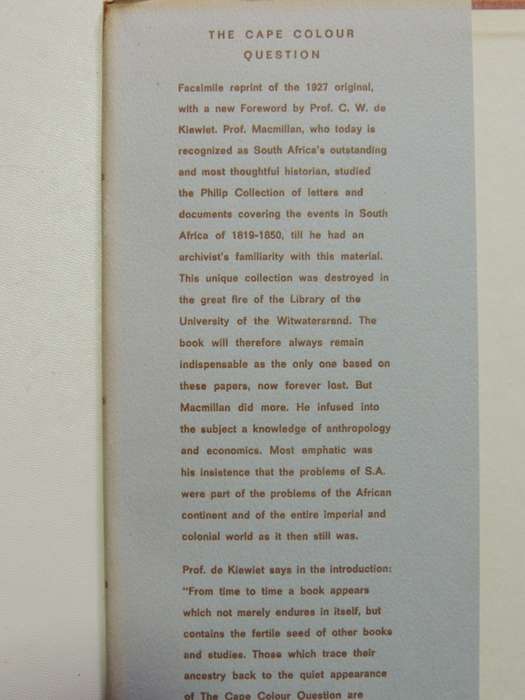 THE CAPE COLOUR
QUESTION
Facsimile reprint of the 1927 original,
with a new Foreword by Prof. C. W. de
Kiewiet. Prof. Macmillan, who today is
recognized as South Africa's outstanding
and most thoughtful historian, studied
the Philip Collection of letters and
documents covering the events in South
Africa of 1819-1850, till he had an
archivist's familiarity with this material.
This unique collection was destroyed in
the great fire of the Library of the
University of the Witwatersrand. The
book will therefore always remain
indispensable as the only one based on
these papers, now forever lost. But
Macmillan did more. He infused into
the subject a knowledge of anthropology
and economics. Most emphatic was
his insistence that the problems of S.A.
were part of the problems of the African
continent and of the entire imperial and
colonial world as it then still was.
Prof. de Kiewiet says in the introduction:
"From time to time a book appears
which not merely endures in itself, but
contains the fertile seed of other books
and studies. Those which trace their
ancestry back to the quiet appearance
of The Cape Colour Question are